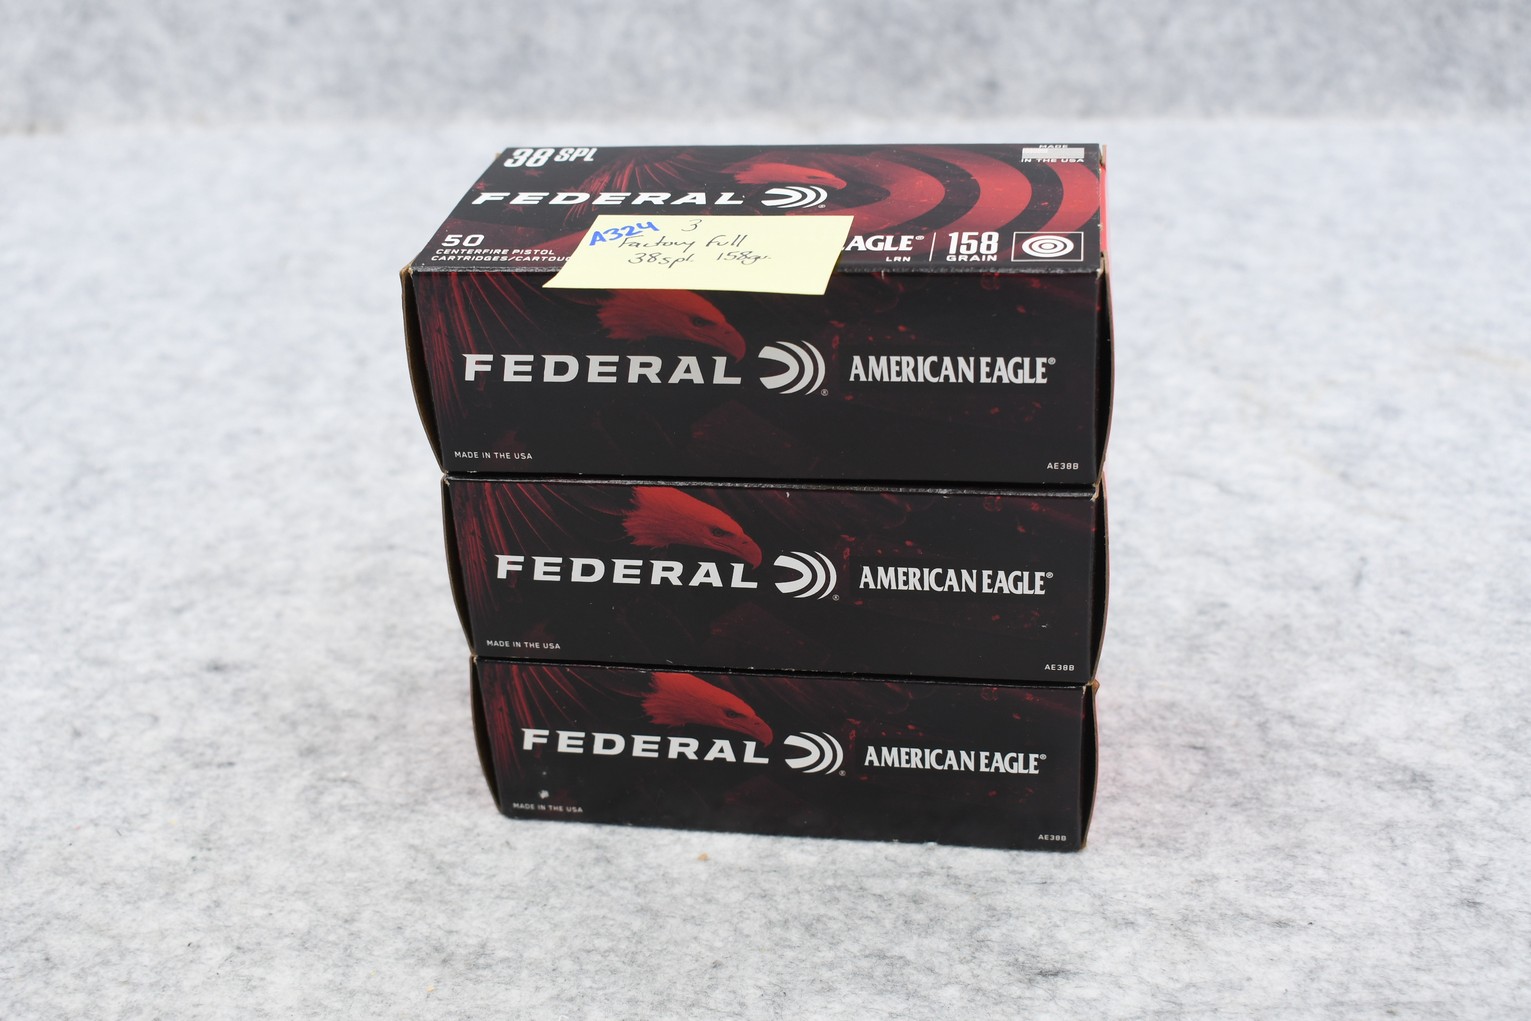 38 SPL
MADE
IN THE USA
FEDERAL
50
CENTERFIRE PISTOL
EAGLE® 158
LRN GRAIN
A324 3
Factory Full
38spl. 158gr.
FEDERAL ® AMERICAN EAGLE®
MADE IN THE USA AE38B
FEDERAL ® AMERICAN EAGLE®
MADE IN THE USA AE38B
FEDERAL ® AMERICAN EAGLE®
MADE IN THE USA AE38B